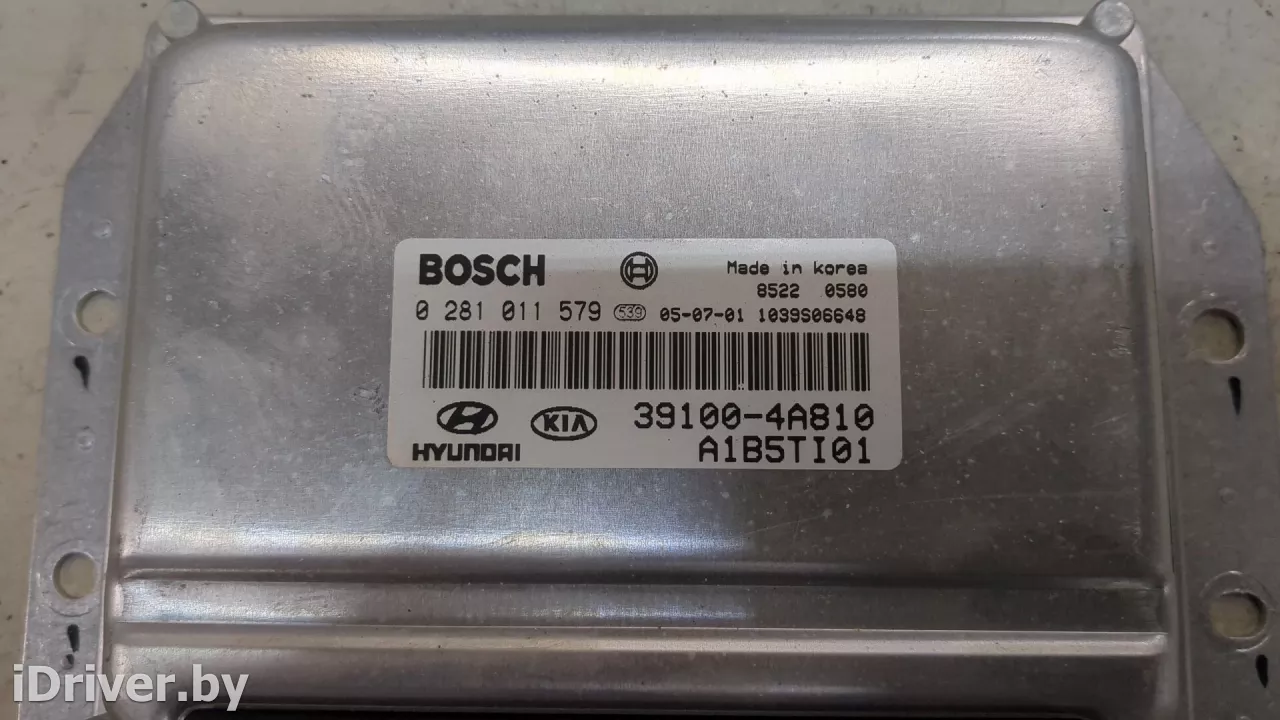 BOSCH
Made in Korea
8522 0580
0 281 011 579 539 05-07-01 1039S06648
39100-4A810
HYUNDAI KIA
A1B5TI01
iDriver.by